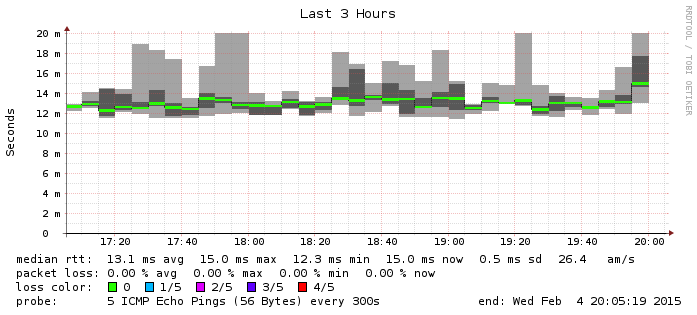 Last 3 Hours
RRDTOOL / TOBI OETIKER
Seconds
20 m
18 m
16 m
14 m
12 m
10 m
8 m
6 m
4 m
2 m
0
17:20 17:40 18:00 18:20 18:40 19:00 19:20 19:40 20:00
median rtt: 13.1 ms avg 15.0 ms max 12.3 ms min 15.0 ms now 0.5 ms sd 26.4 am/s
packet loss: 0.00 % avg 0.00 % max 0.00 % min 0.00 % now
loss color: 0 1/5 2/5 3/5 4/5
probe: 5 ICMP Echo Pings (56 Bytes) every 300s end: Wed Feb 4 20:05:19 2015